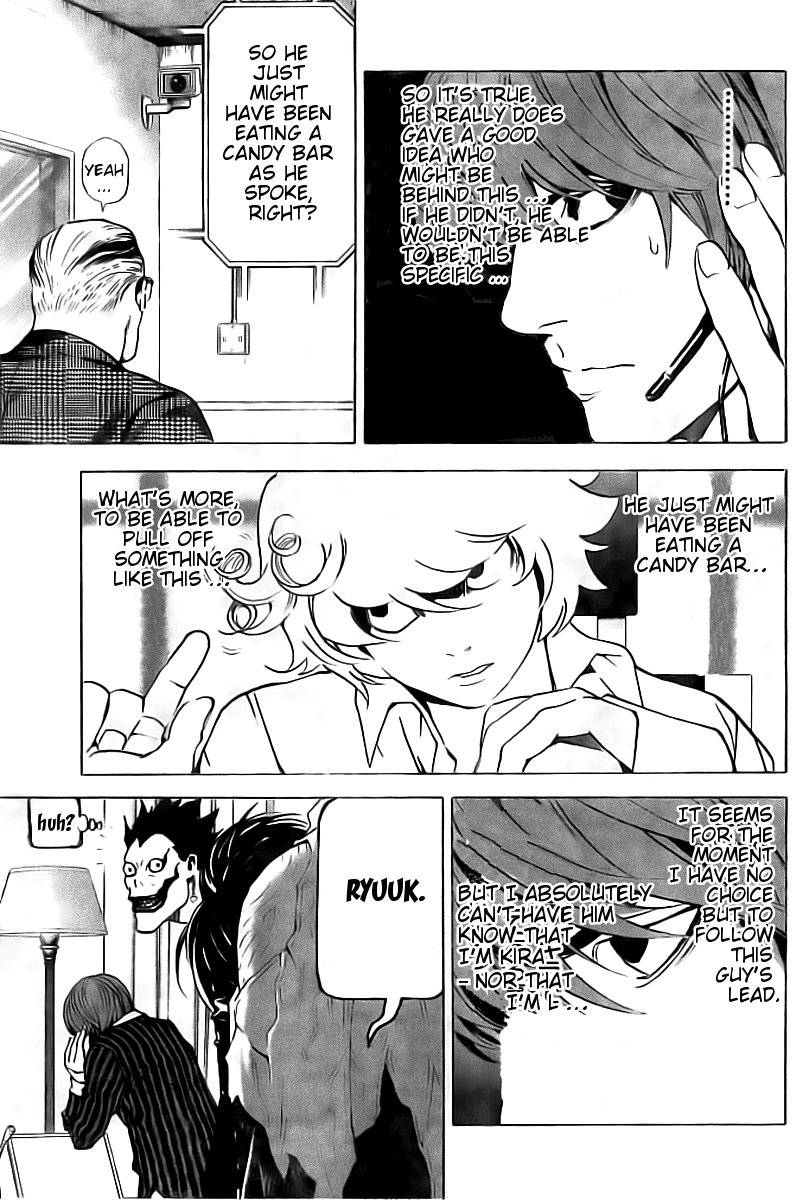 SO IT'S TRUE.
HE REALLY DOES
GAVE A GOOD
IDEA WHO
MIGHT BE
BEHIND THIS ...
IF HE DIDN'T, HE
WOULDN'T BE ABLE
TO BE THIS
SPECIFIC ...
SO HE
JUST
MIGHT
HAVE BEEN
EATING A
CANDY BAR
AS HE
SPOKE,
RIGHT?
YEAH
...
HE JUST MIGHT
HAVE BEEN
EATING A
CANDY BAR...
WHAT'S MORE,
TO BE ABLE TO
PULL OFF
SOMETHING
LIKE THIS ...
IT SEEMS
FOR THE
MOMENT
I HAVE NO
CHOICE
BUT TO
FOLLOW
THIS
GUY'S
LEAD.
BUT I ABSOLUTELY
CAN'T HAVE HIM
KNOW THAT
I'M KIRA -
- NOR THAT
I'M L ...
RYUUK.
huh?